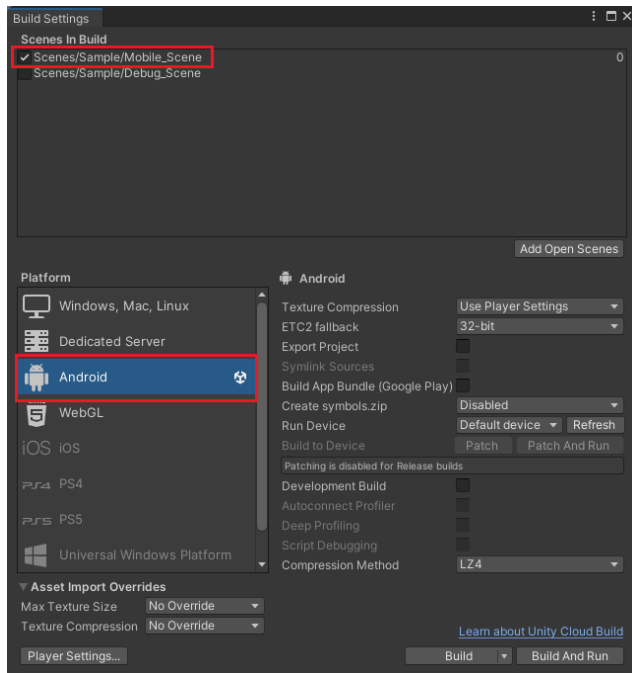 Build Settings
Scenes In Build
Scenes/Sample/Mobile_Scene 0
Scenes/Sample/Debug_Scene
Add Open Scenes
Platform
Windows, Mac, Linux
Dedicated Server
Android
WebGL
iOS iOS
PS4 PS4
PS5 PS5
Universal Windows Platform
Android
Texture Compression Use Player Settings
ETC2 fallback 32-bit
Export Project
Symlink Sources
Build App Bundle (Google Play)
Create symbols.zip Disabled
Run Device Default device Refresh
Build to Device Patch Patch And Run
Patching is disabled for Release builds
Development Build
Autoconnect Profiler
Deep Profiling
Script Debugging
Compression Method LZ4
Asset Import Overrides
Max Texture Size No Override
Texture Compression No Override
Learn about Unity Cloud Build
Player Settings... Build Build And Run